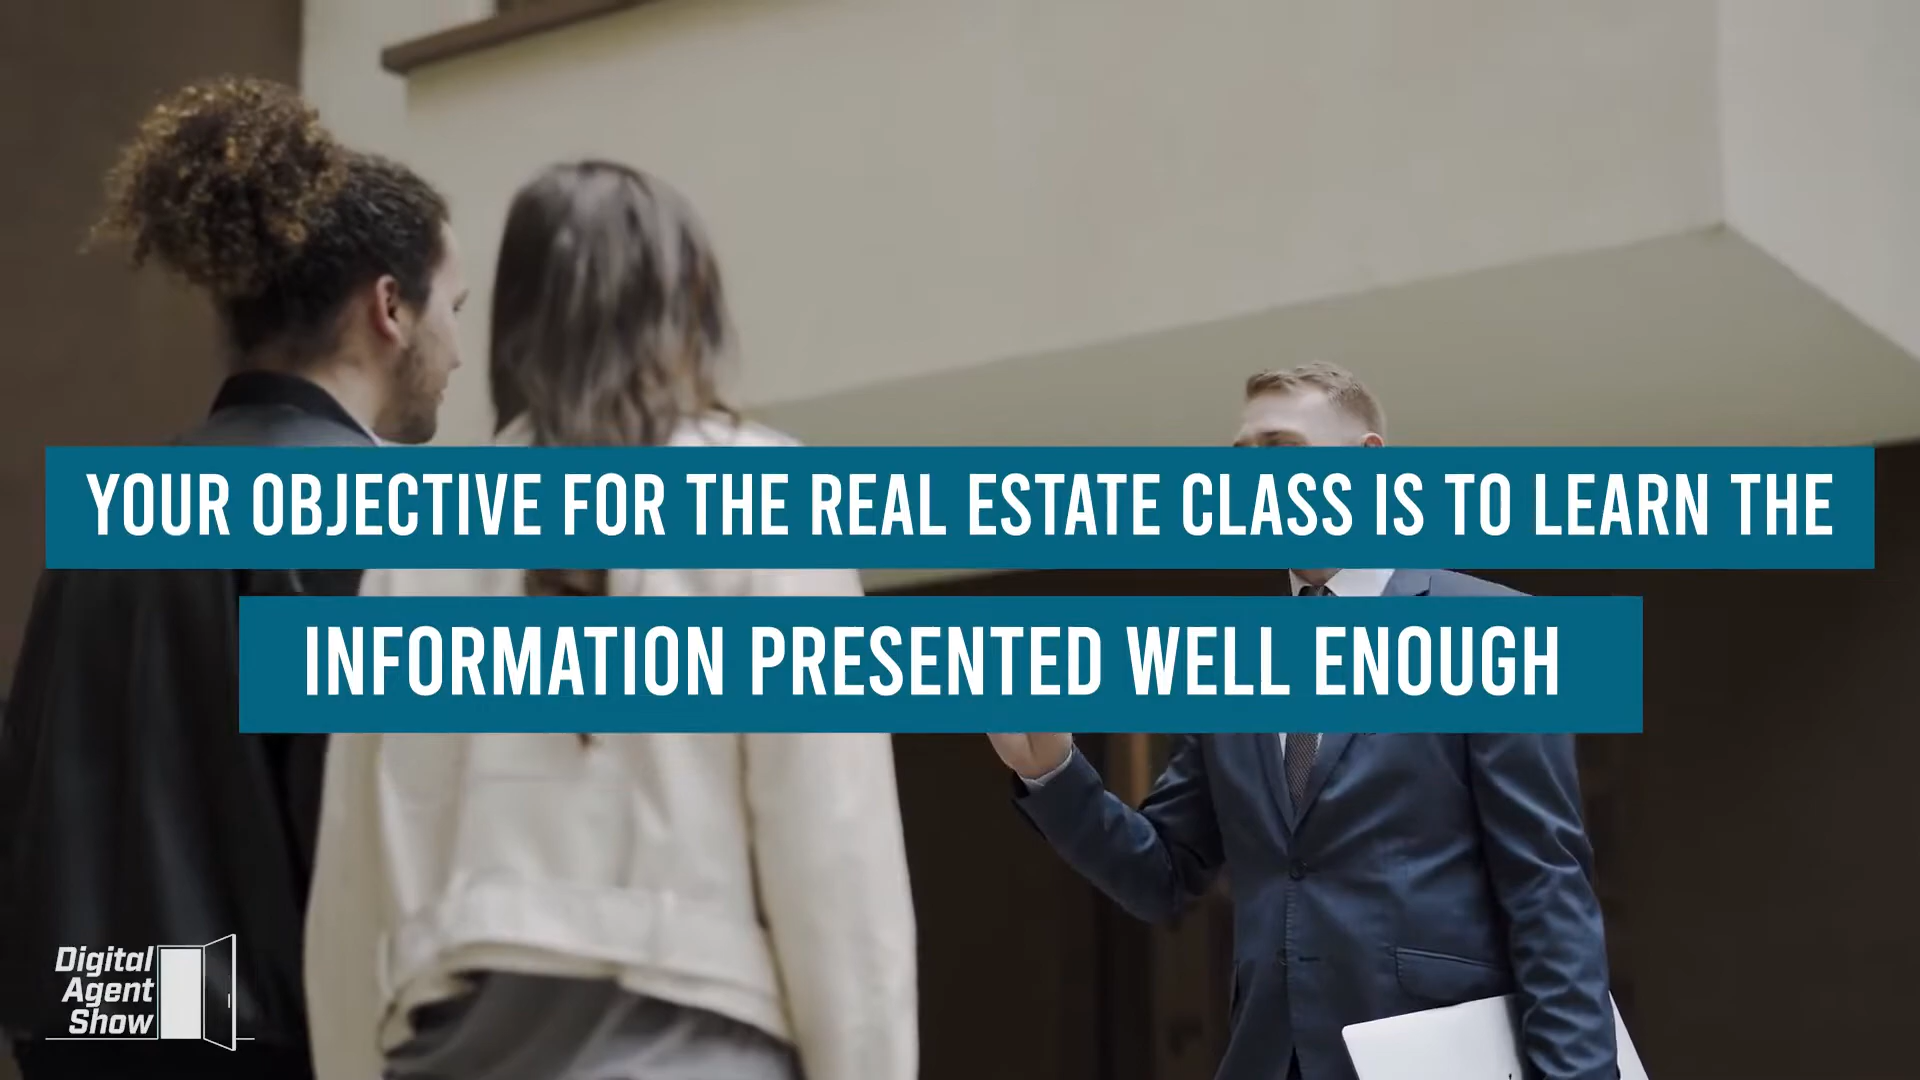 YOUR OBJECTIVE FOR THE REAL ESTATE CLASS IS TO LEARN THE
INFORMATION PRESENTED WELL ENOUGH
Digital
Agent
Show